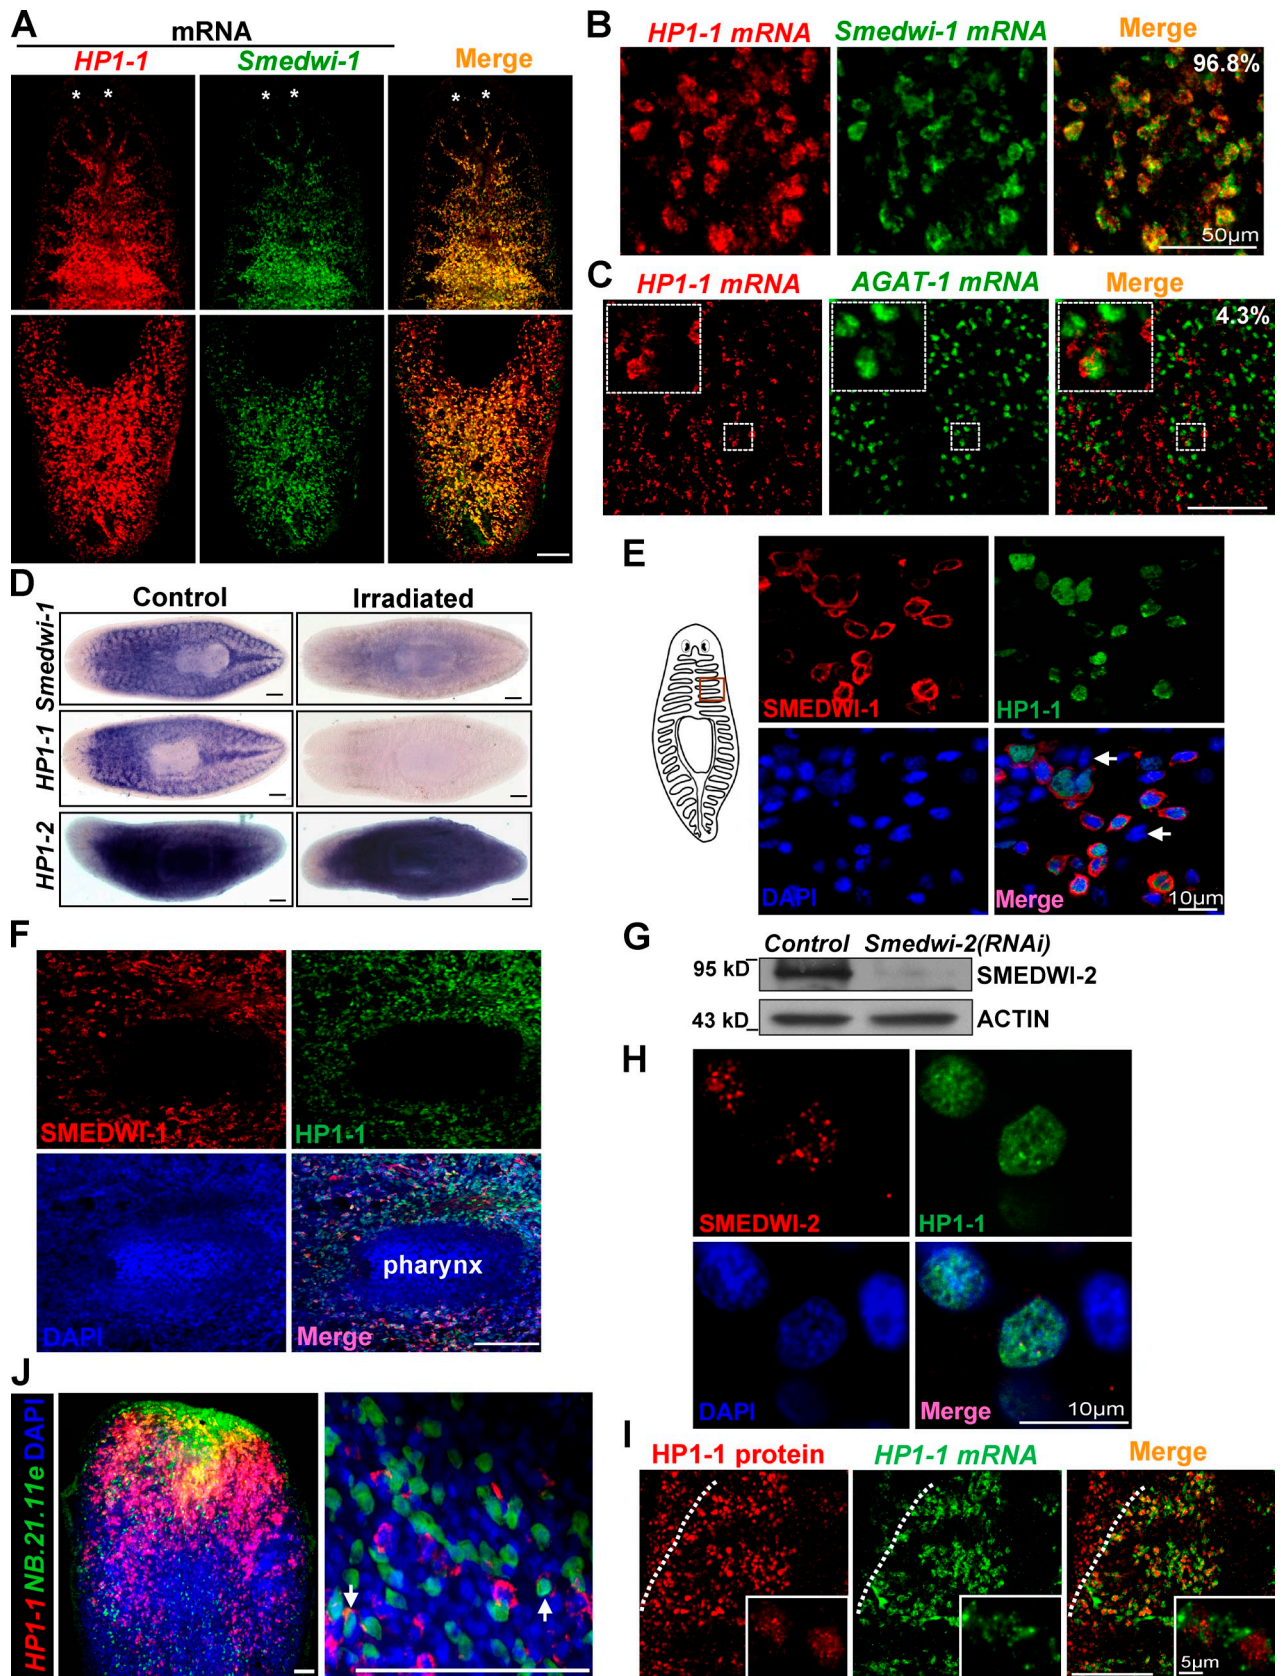 A
mRNA
HP1-1 Smedwi-1 Merge
* * * * * *
B
HP1-1 mRNA Smedwi-1 mRNA Merge
96.8%
50µm
C
HP1-1 mRNA AGAT-1 mRNA Merge
4.3%
D
Control Irradiated
Smedwi-1
HP1-1
HP1-2
E
SMEDWI-1 HP1-1
DAPI Merge 10µm
F
SMEDWI-1 HP1-1
pharynx
DAPI Merge
G
Control Smedwi-2(RNAi)
95 kD SMEDWI-2
43 kD ACTIN
H
SMEDWI-2 HP1-1
DAPI Merge 10µm
J
HP1-1 NB.21.11e DAPI
I
HP1-1 protein HP1-1 mRNA Merge
5µm